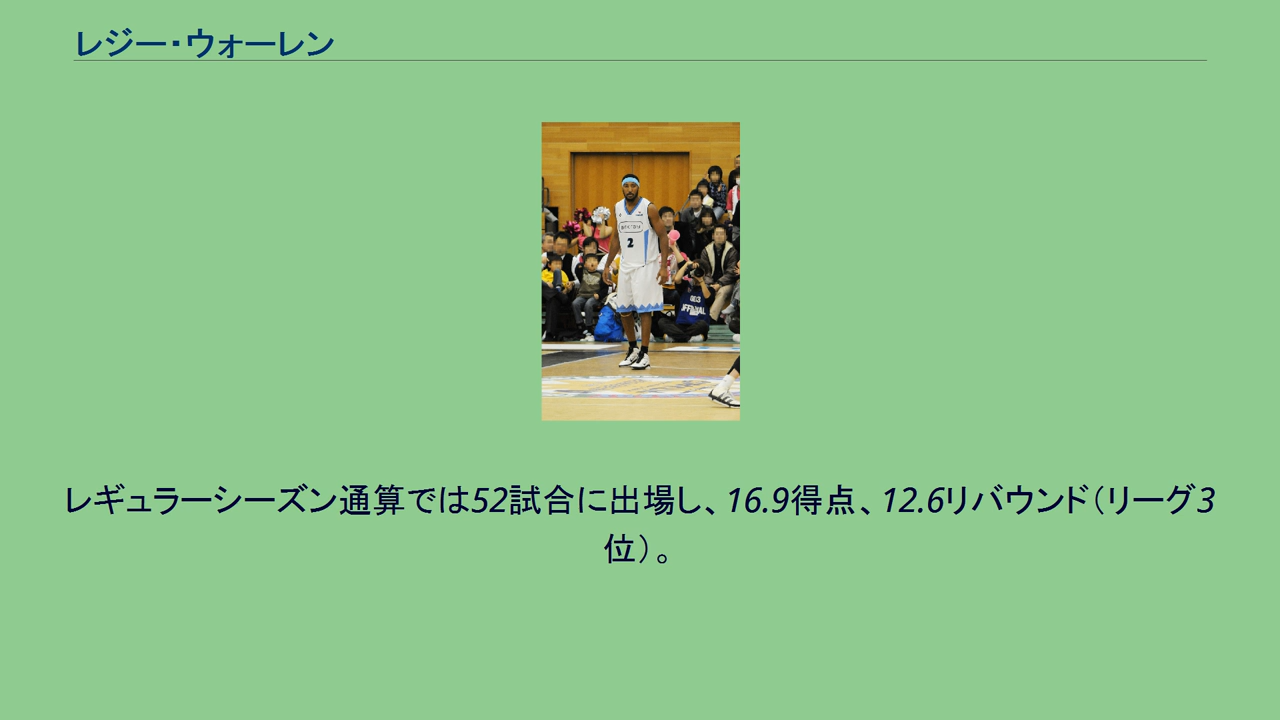 レジー・ウォーレン
2
レギュラーシーズン通算では52試合に出場し、16.9得点、12.6リバウンド（リーグ3
位）。